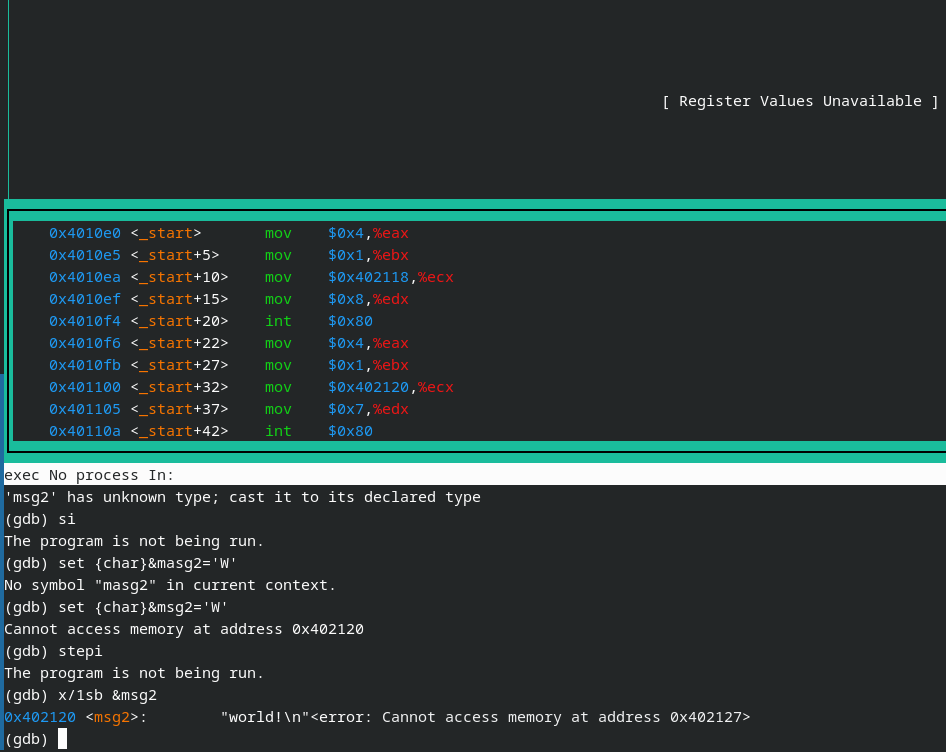 [ Register Values Unavailable ]
0x4010e0 <_start> mov $0x4,%eax
0x4010e5 <_start+5> mov $0x1,%ebx
0x4010ea <_start+10> mov $0x402118,%ecx
0x4010ef <_start+15> mov $0x8,%edx
0x4010f4 <_start+20> int $0x80
0x4010f6 <_start+22> mov $0x4,%eax
0x4010fb <_start+27> mov $0x1,%ebx
0x401100 <_start+32> mov $0x402120,%ecx
0x401105 <_start+37> mov $0x7,%edx
0x40110a <_start+42> int $0x80
exec No process In:
'msg2' has unknown type; cast it to its declared type
(gdb) si
The program is not being run.
(gdb) set {char}&masg2='W'
No symbol "masg2" in current context.
(gdb) set {char}&msg2='W'
Cannot access memory at address 0x402120
(gdb) stepi
The program is not being run.
(gdb) x/1sb &msg2
0x402120 <msg2>: "world!\n"<error: Cannot access memory at address 0x402127>
(gdb)